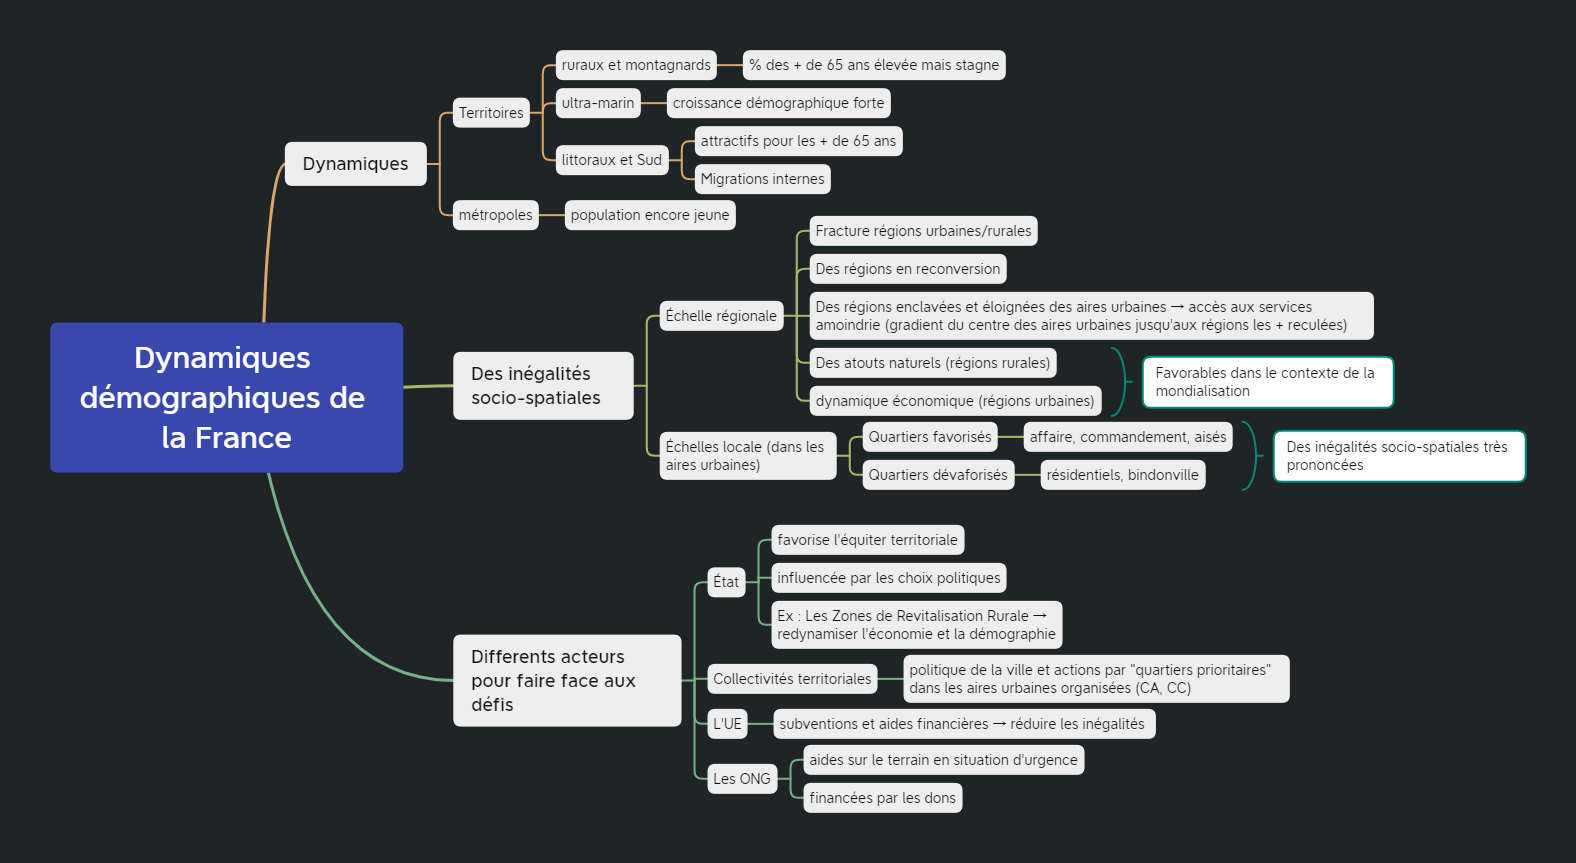 Dynamiques
démographiques de
la France
Dynamiques
Territoires
ruraux et montagnards
% des + de 65 ans élevée mais stagne
ultra-marin
croissance démographique forte
littoraux et Sud
attractifs pour les + de 65 ans
Migrations internes
métropoles
population encore jeune
Des inégalités
socio-spatiales
Échelle régionale
Fracture régions urbaines/rurales
Des régions en reconversion
Des régions enclavées et éloignées des aires urbaines → accès aux services
amoindrie (gradient du centre des aires urbaines jusqu'aux régions les + reculées)
Des atouts naturels (régions rurales)
dynamique économique (régions urbaines)
Favorables dans le contexte de la
mondialisation
Échelles locale (dans les
aires urbaines)
Quartiers favorisés
affaire, commandement, aisés
Quartiers dévaforisés
résidentiels, bindonville
Des inégalités socio-spatiales très
prononcées
Differents acteurs
pour faire face aux
défis
État
favorise l'équiter territoriale
influencée par les choix politiques
Ex : Les Zones de Revitalisation Rurale →
redynamiser l'économie et la démographie
Collectivités territoriales
politique de la ville et actions par "quartiers prioritaires"
dans les aires urbaines organisées (CA, CC)
L'UE
subventions et aides financières → réduire les inégalités
Les ONG
aides sur le terrain en situation d'urgence
financées par les dons